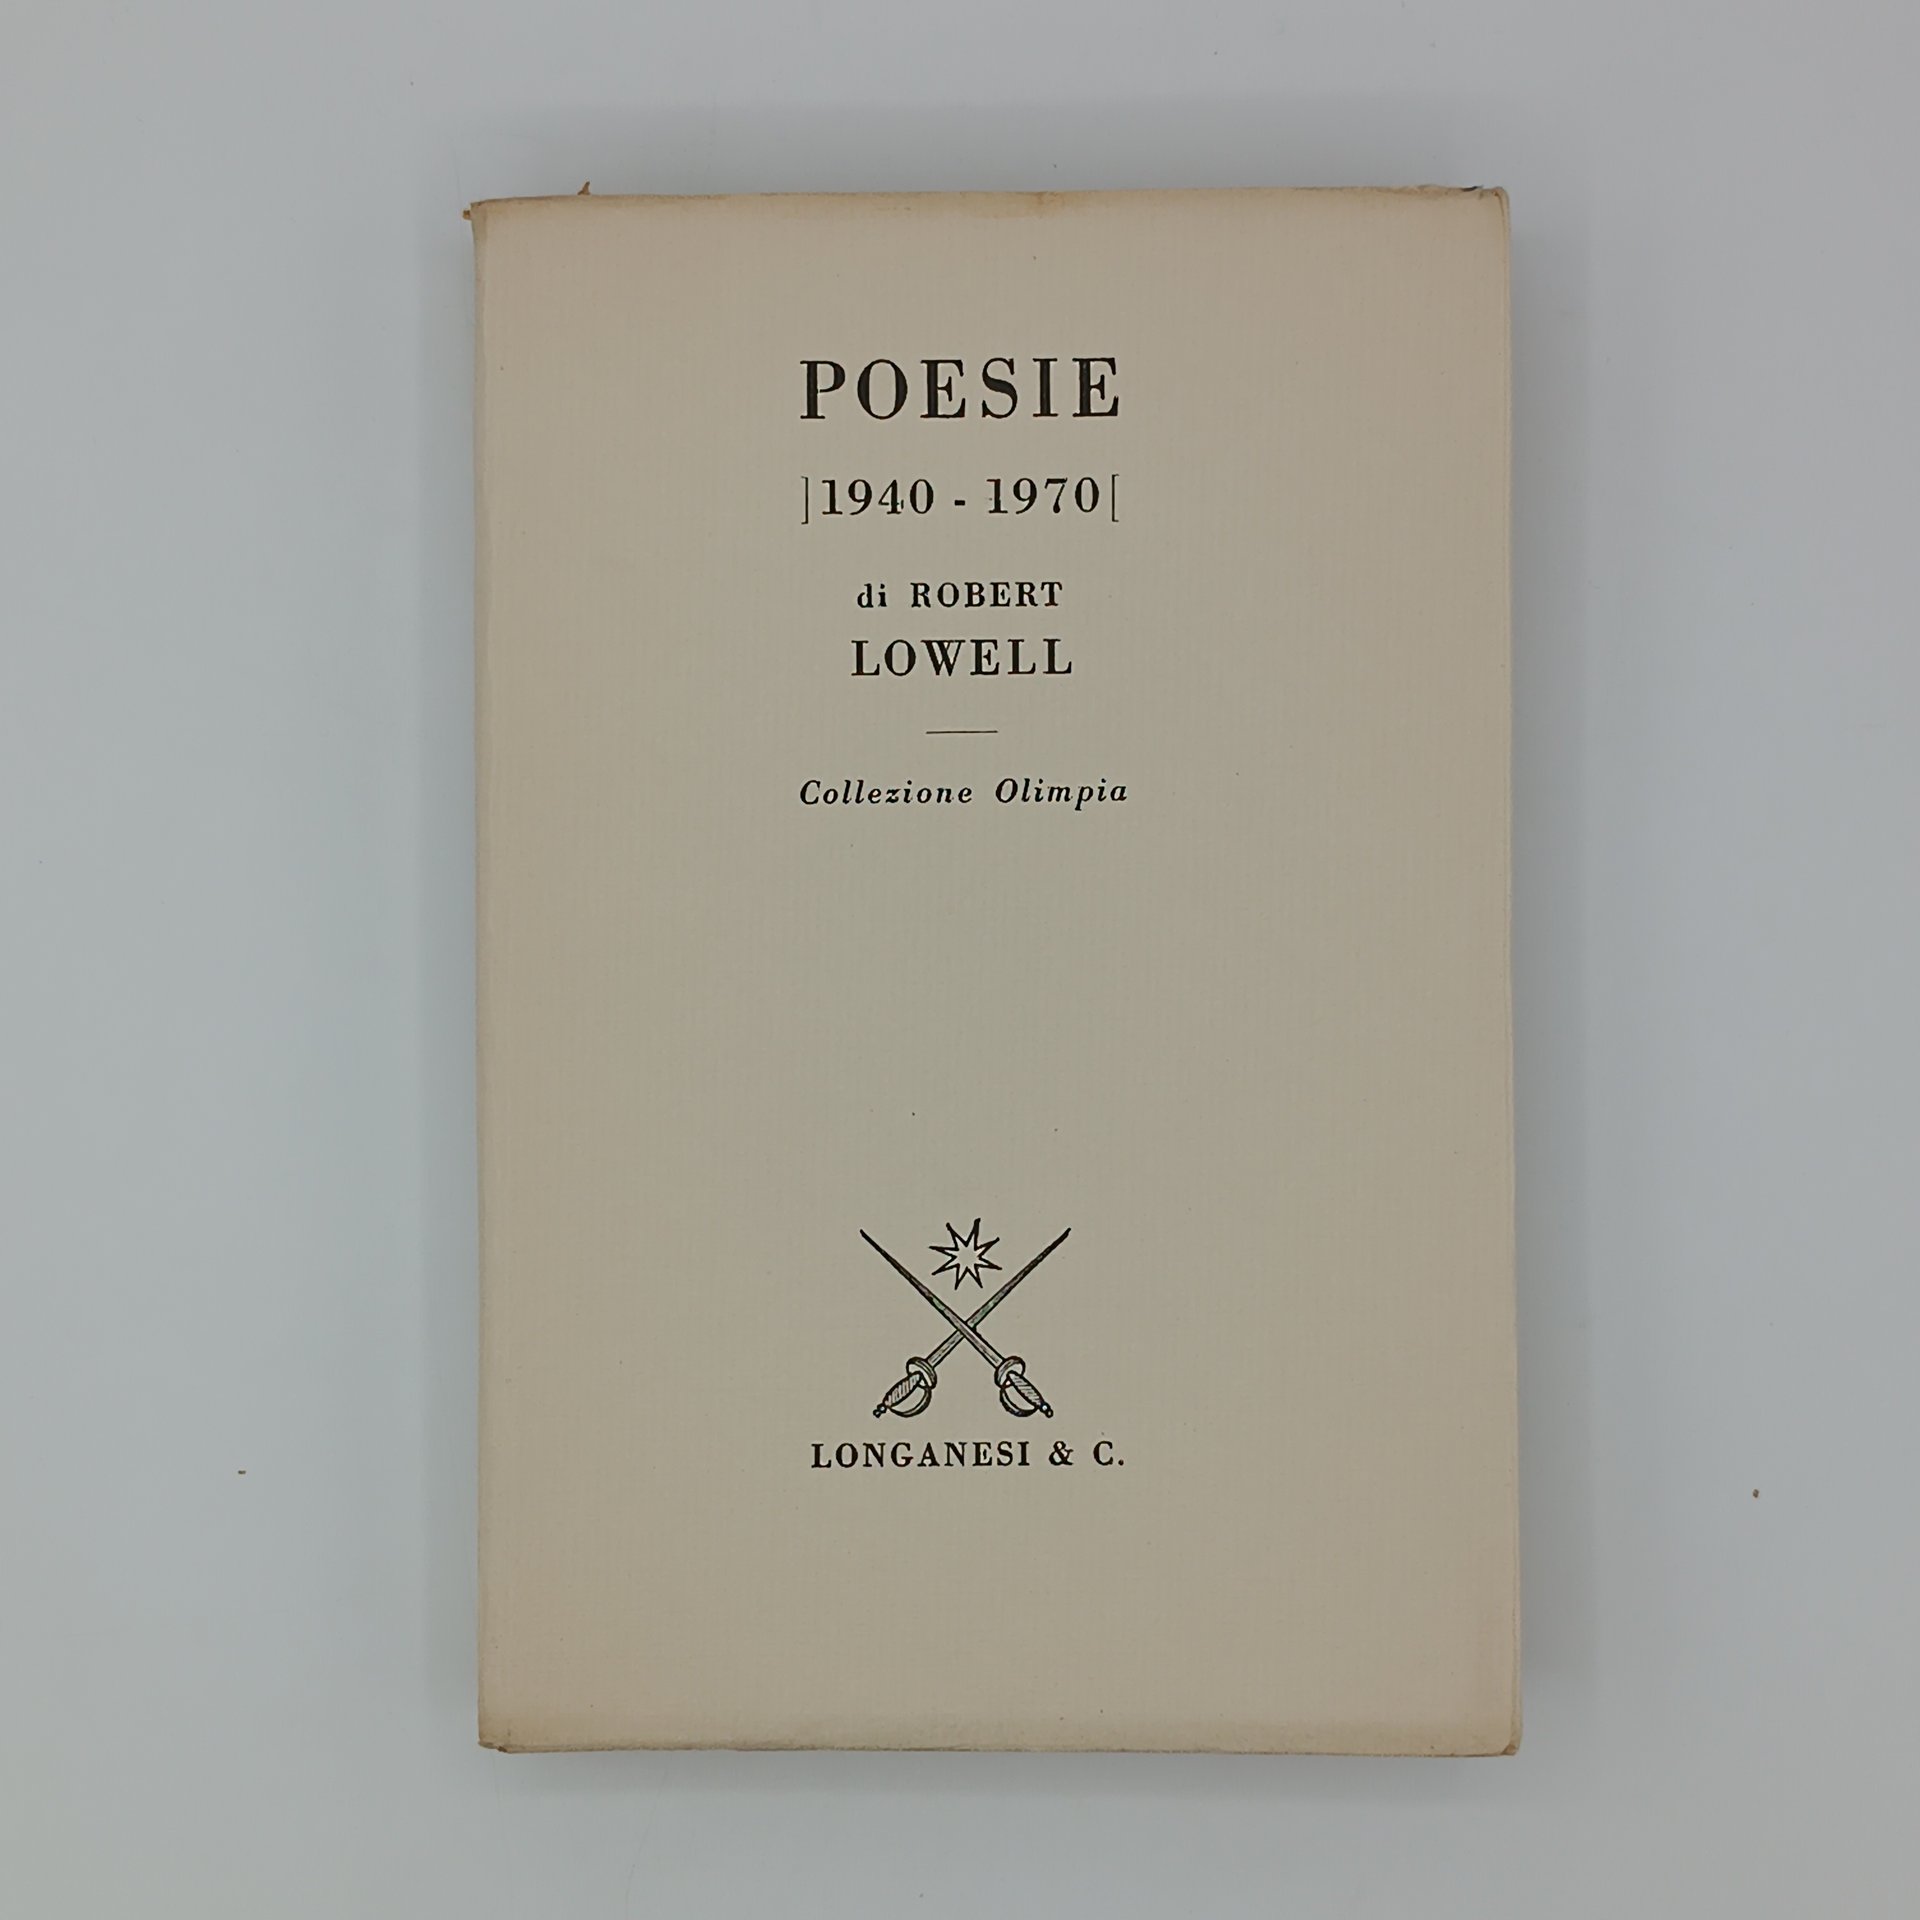 POESIE
]1940 - 1970[
di ROBERT
LOWELL
Collezione Olimpia
LONGANESI & C.